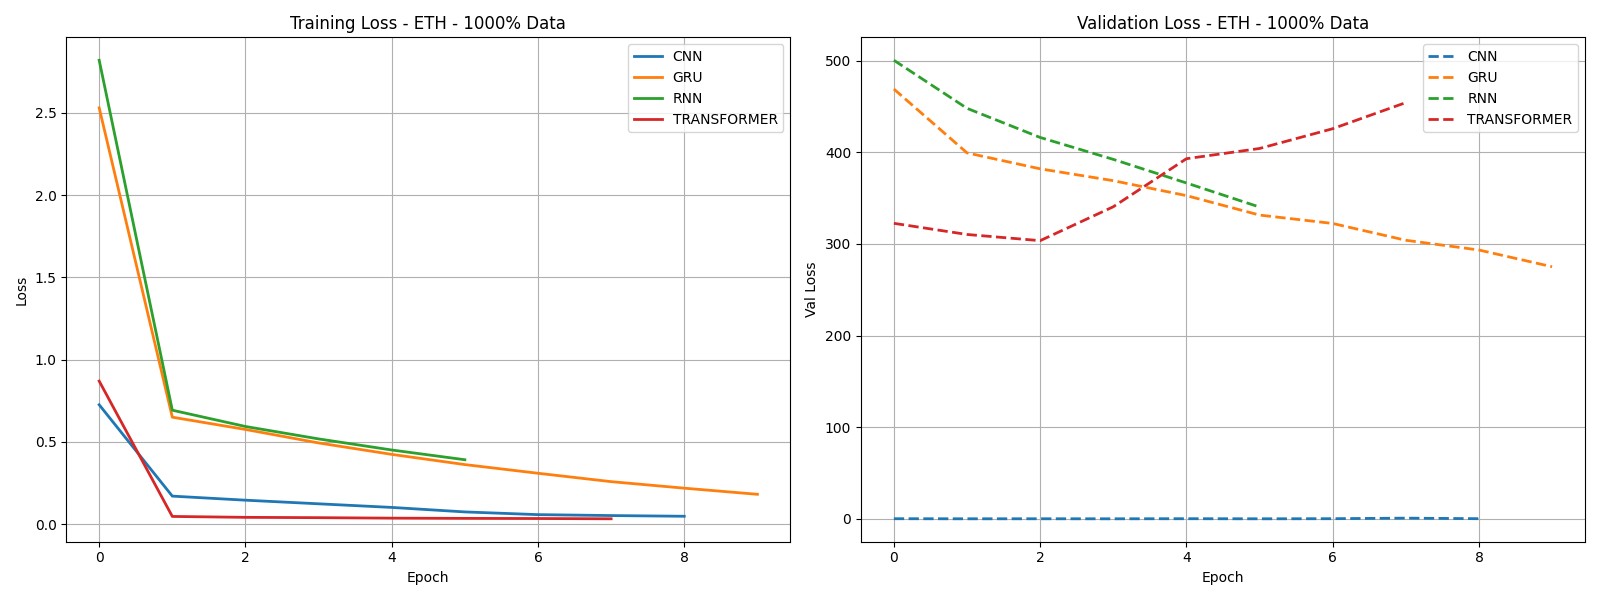 Training Loss - ETH - 1000% Data
Loss
2.5
2.0
1.5
1.0
0.5
0.0
0 2 4 6 8
Epoch
CNN
GRU
RNN
TRANSFORMER
Validation Loss - ETH - 1000% Data
Val Loss
500
400
300
200
100
0
0 2 4 6 8
Epoch
CNN
GRU
RNN
TRANSFORMER